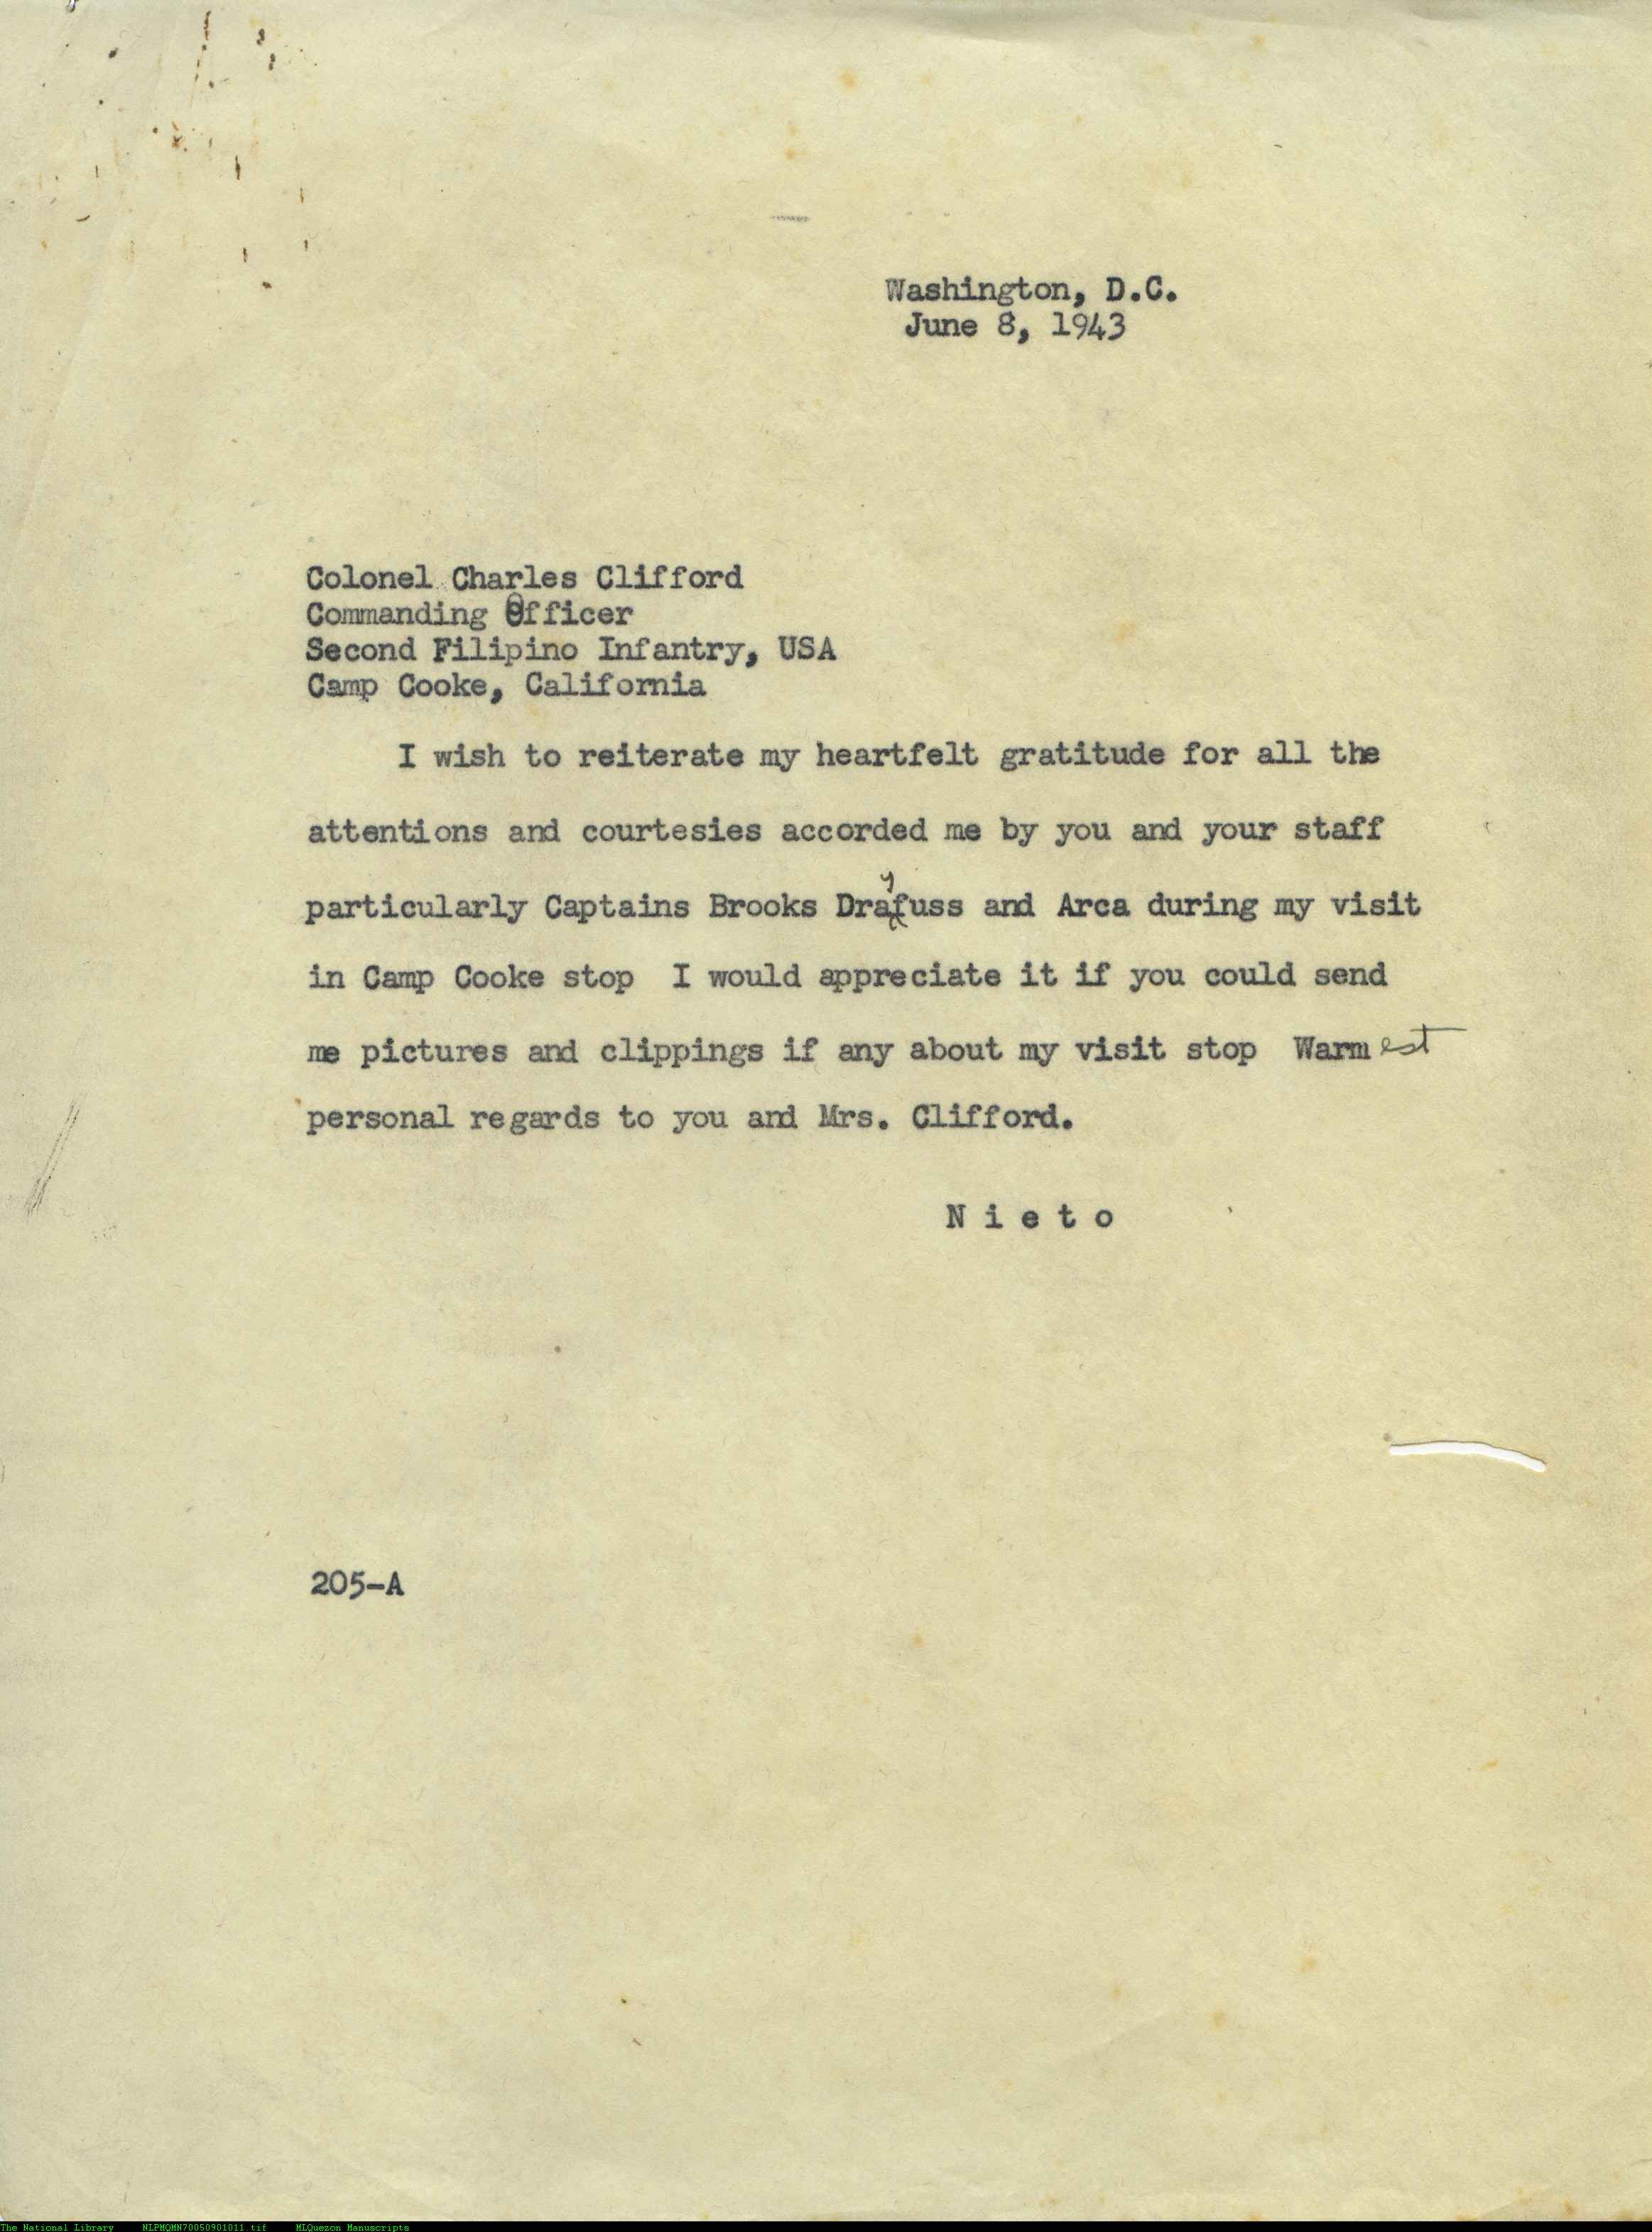 Washington, D.C.
June 8, 1943
Colonel Charles Clifford
Commanding Officer
Second Filipino Infantry, USA
Camp Cooke, California
I wish to reiterate my heartfelt gratitude for all the
attentions and courtesies accorded me by you and your staff
particularly Captains Brooks Drayfuss and Arca during my visit
in Camp Cooke stop I would appreciate it if you could send
me pictures and clippings if any about my visit stop Warmest
personal regards to you and Mrs. Clifford.
N i e t o
205-A
The National Library NLPMQMN70050901011.tif MLQuezon Manuscripts